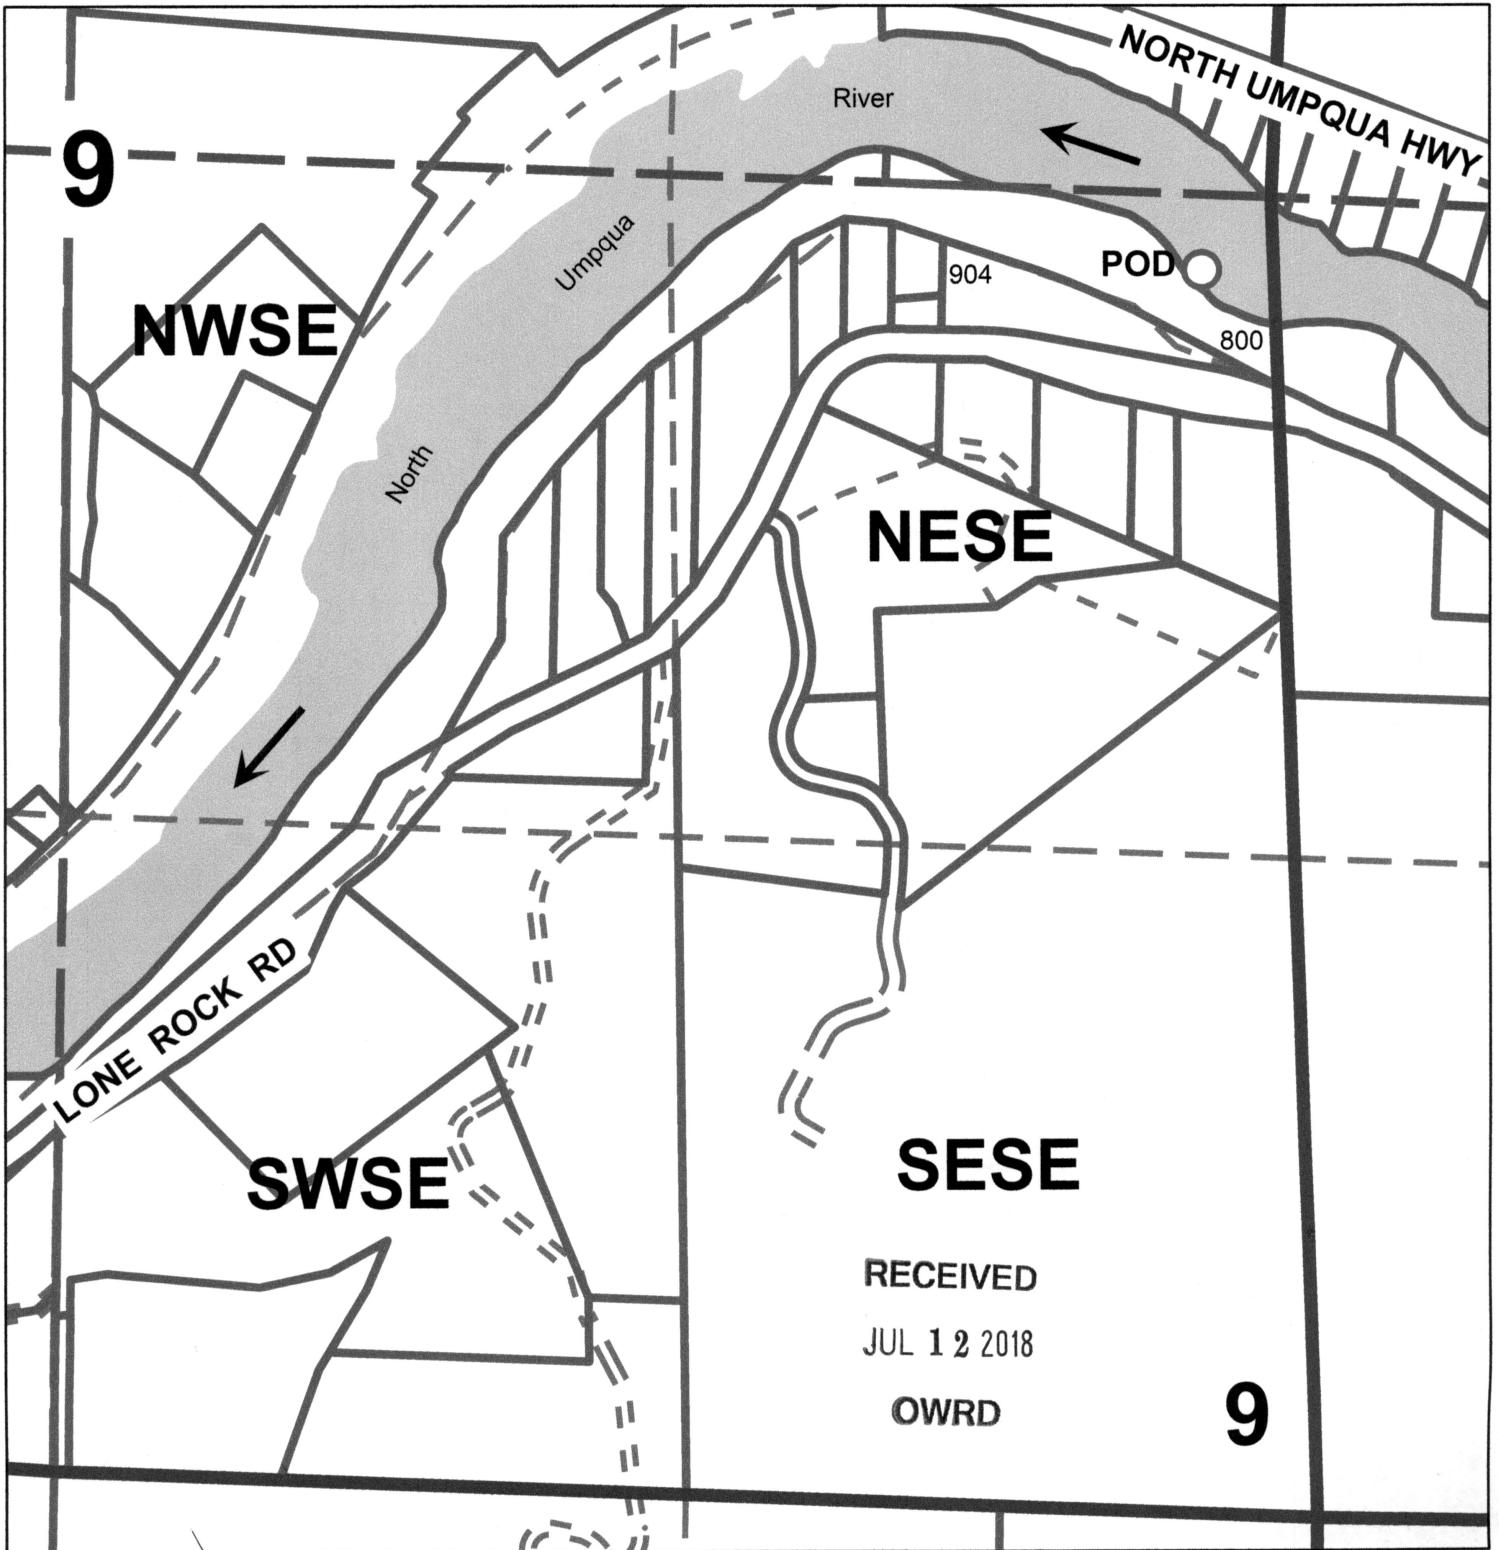 NORTH UMPQUA HWY
River
9
Umpqua
POD
904
NWSE
800
North
NESE
LONE ROCK RD
SWSE
SESE
RECEIVED
JUL 12 2018
OWRD
9